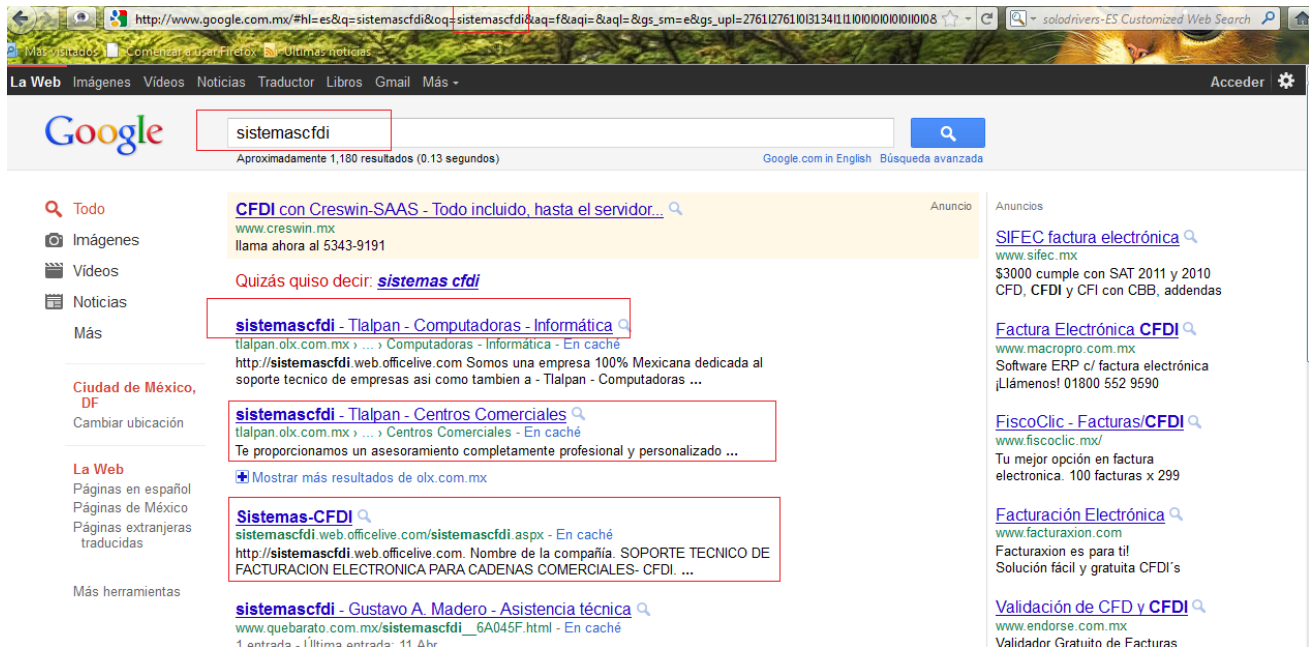 http://www.google.com.mx/#hl=es&q=sistemascfdi&oq=sistemascfdi&aq=f&aqi=&aql=&gs_sm=e&gs_upl=
solodrivers-ES Customized Web Search
Más visitados Comenzar a usar Firefox Últimas noticias
La Web Imágenes Vídeos Noticias Traductor Libros Gmail Más
Acceder
Google
sistemascfdi
Aproximadamente 1,180 resultados (0.13 segundos)
Google.com in English Búsqueda avanzada
Todo
Imágenes
Vídeos
Noticias
Más
Ciudad de México,
DF
Cambiar ubicación
La Web
Páginas en español
Páginas de México
Páginas extranjeras
traducidas
Más herramientas
CFDI con Creswin-SAAS - Todo incluido, hasta el servidor...
Anuncio
www.creswin.mx
llama ahora al 5343-9191
Quizás quiso decir: sistemas cfdi
sistemascfdi - Tlalpan - Computadoras - Informática
tlalpan.olx.com.mx › ... › Computadoras - Informática - En caché
http://sistemascfdi.web.officelive.com Somos una empresa 100% Mexicana dedicada al
soporte tecnico de empresas asi como tambien a - Tlalpan - Computadoras ...
sistemascfdi - Tlalpan - Centros Comerciales
tlalpan.olx.com.mx › ... › Centros Comerciales - En caché
Te proporcionamos un asesoramiento completamente profesional y personalizado ...
Mostrar más resultados de olx.com.mx
Sistemas-CFDI
sistemascfdi.web.officelive.com/sistemascfdi.aspx - En caché
http://sistemascfdi.web.officelive.com. Nombre de la compañía. SOPORTE TECNICO DE
FACTURACION ELECTRONICA PARA CADENAS COMERCIALES- CFDI. ...
sistemascfdi - Gustavo A. Madero - Asistencia técnica
www.quebarato.com.mx/sistemascfdi__6A045F.html - En caché
1 entrada - Última entrada: 11 Abr
Anuncios
SIFEC factura electrónica
www.sifec.mx
$3000 cumple con SAT 2011 y 2010
CFD, CFDI y CFI con CBB, addendas
Factura Electrónica CFDI
www.macropro.com.mx
Software ERP c/ factura electrónica
¡Llámenos! 01800 552 9590
FiscoClic - Facturas/CFDI
www.fiscoclic.mx/
Tu mejor opción en factura
electronica. 100 facturas x 299
Facturación Electrónica
www.facturaxion.com
Facturaxion es para ti!
Solución fácil y gratuita CFDI´s
Validación de CFD y CFDI
www.endorse.com.mx
Validador Gratuito de Facturas